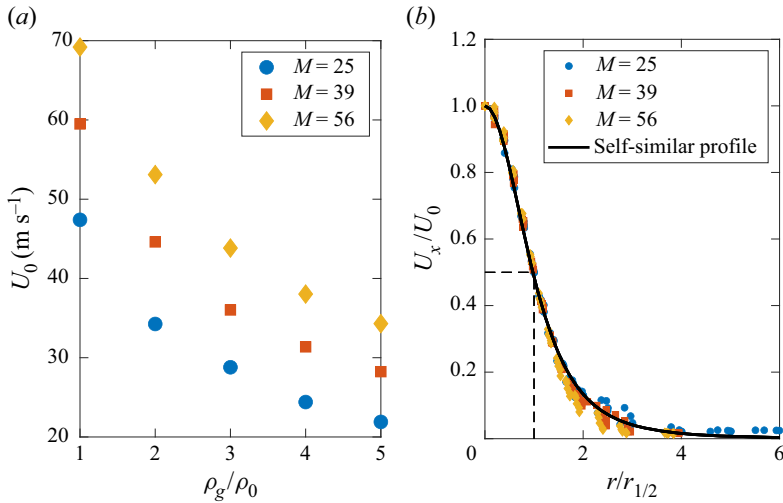 (a)
70
60
50
40
30
20
U₀ (m s⁻¹)
1 2 3 4 5
ρg/ρ₀
M = 25
M = 39
M = 56
(b)
1.2
1.0
0.8
0.6
0.4
0.2
0
Uₓ/U₀
0 2 4 6
r/r₁/₂
M = 25
M = 39
M = 56
Self-similar profile